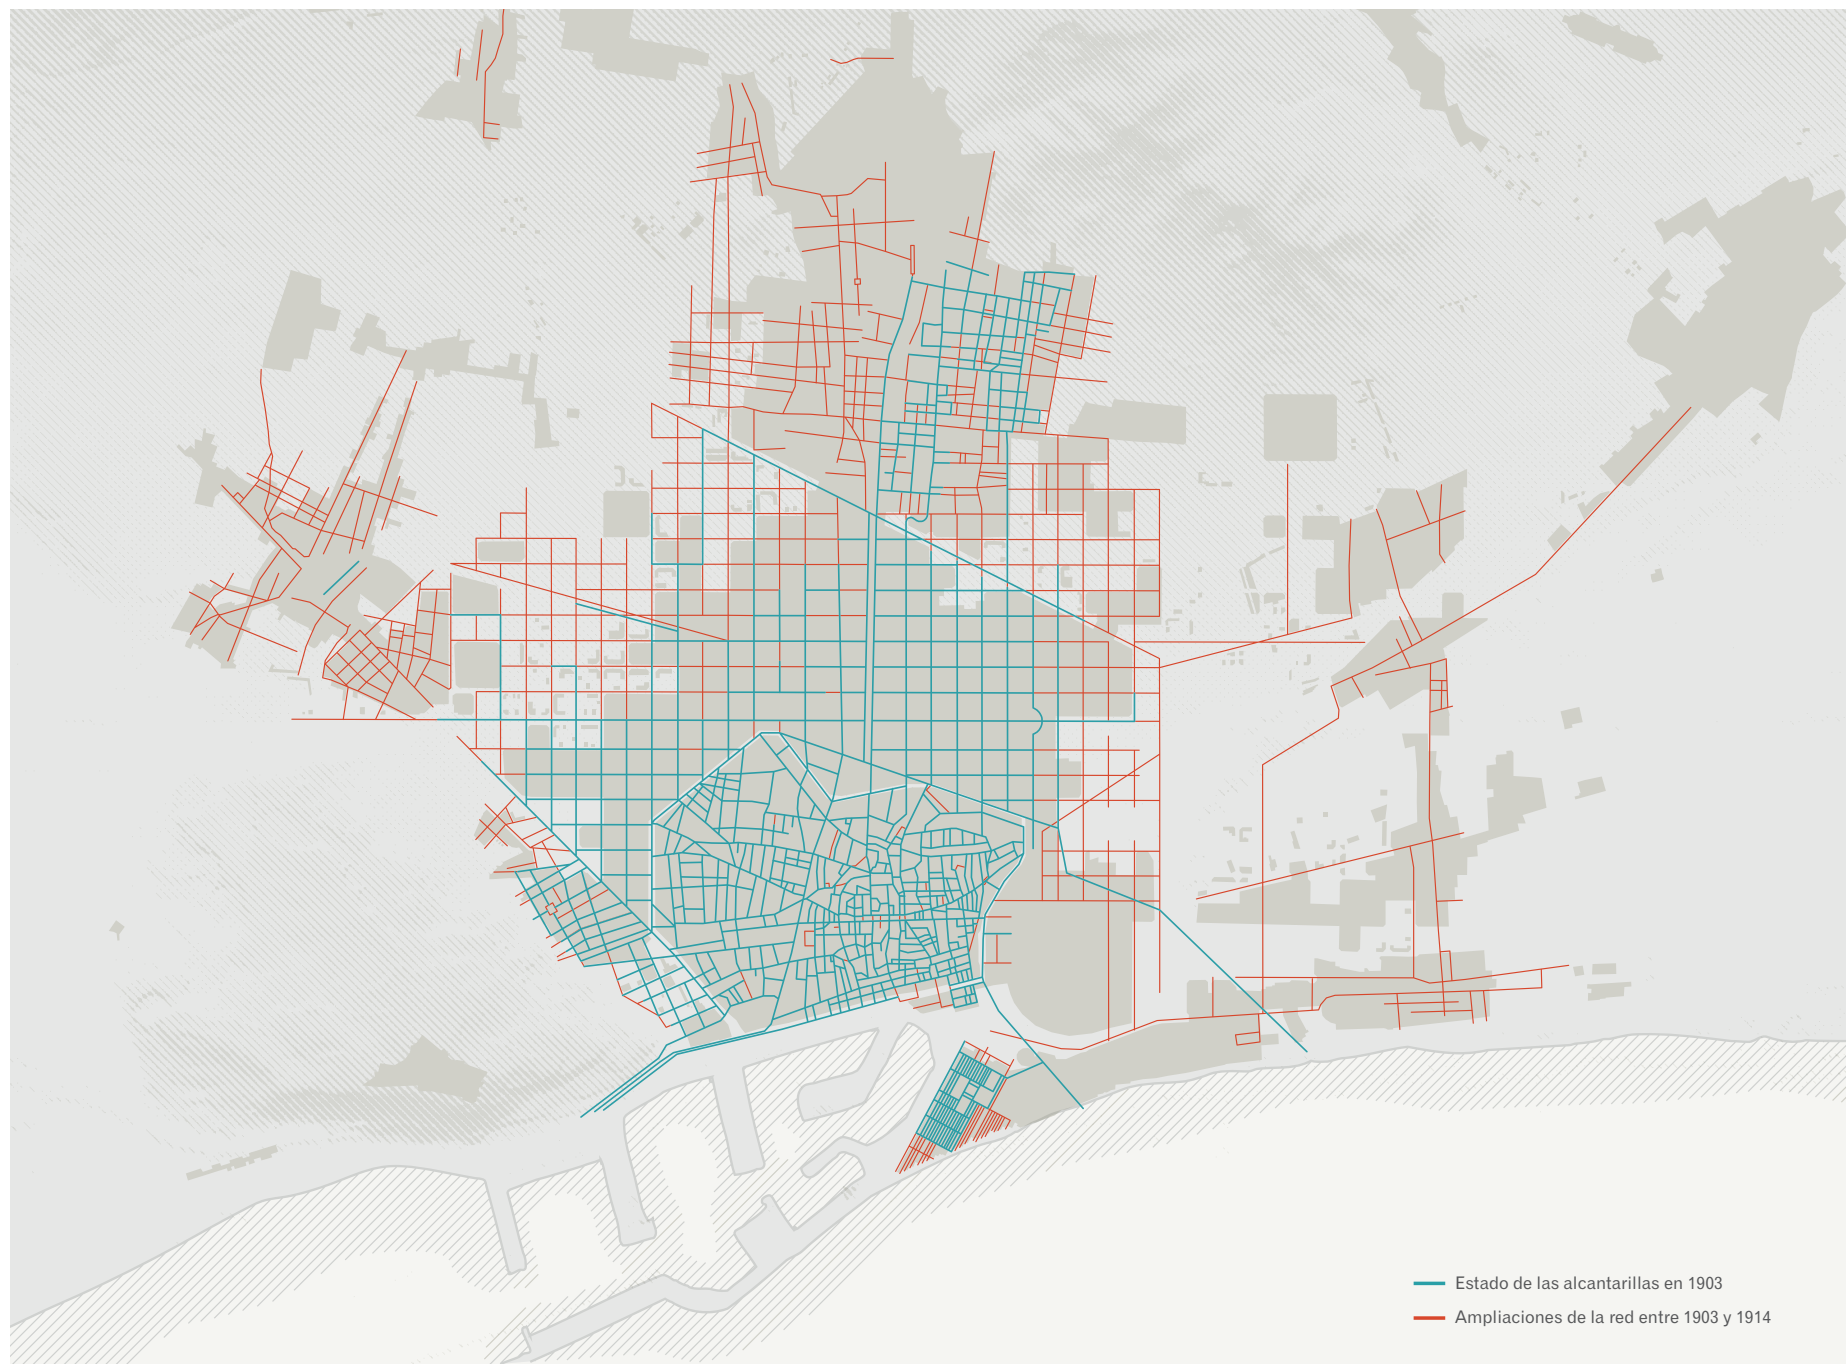 Estado de las alcantarillas en 1903
Ampliaciones de la red entre 1903 y 1914